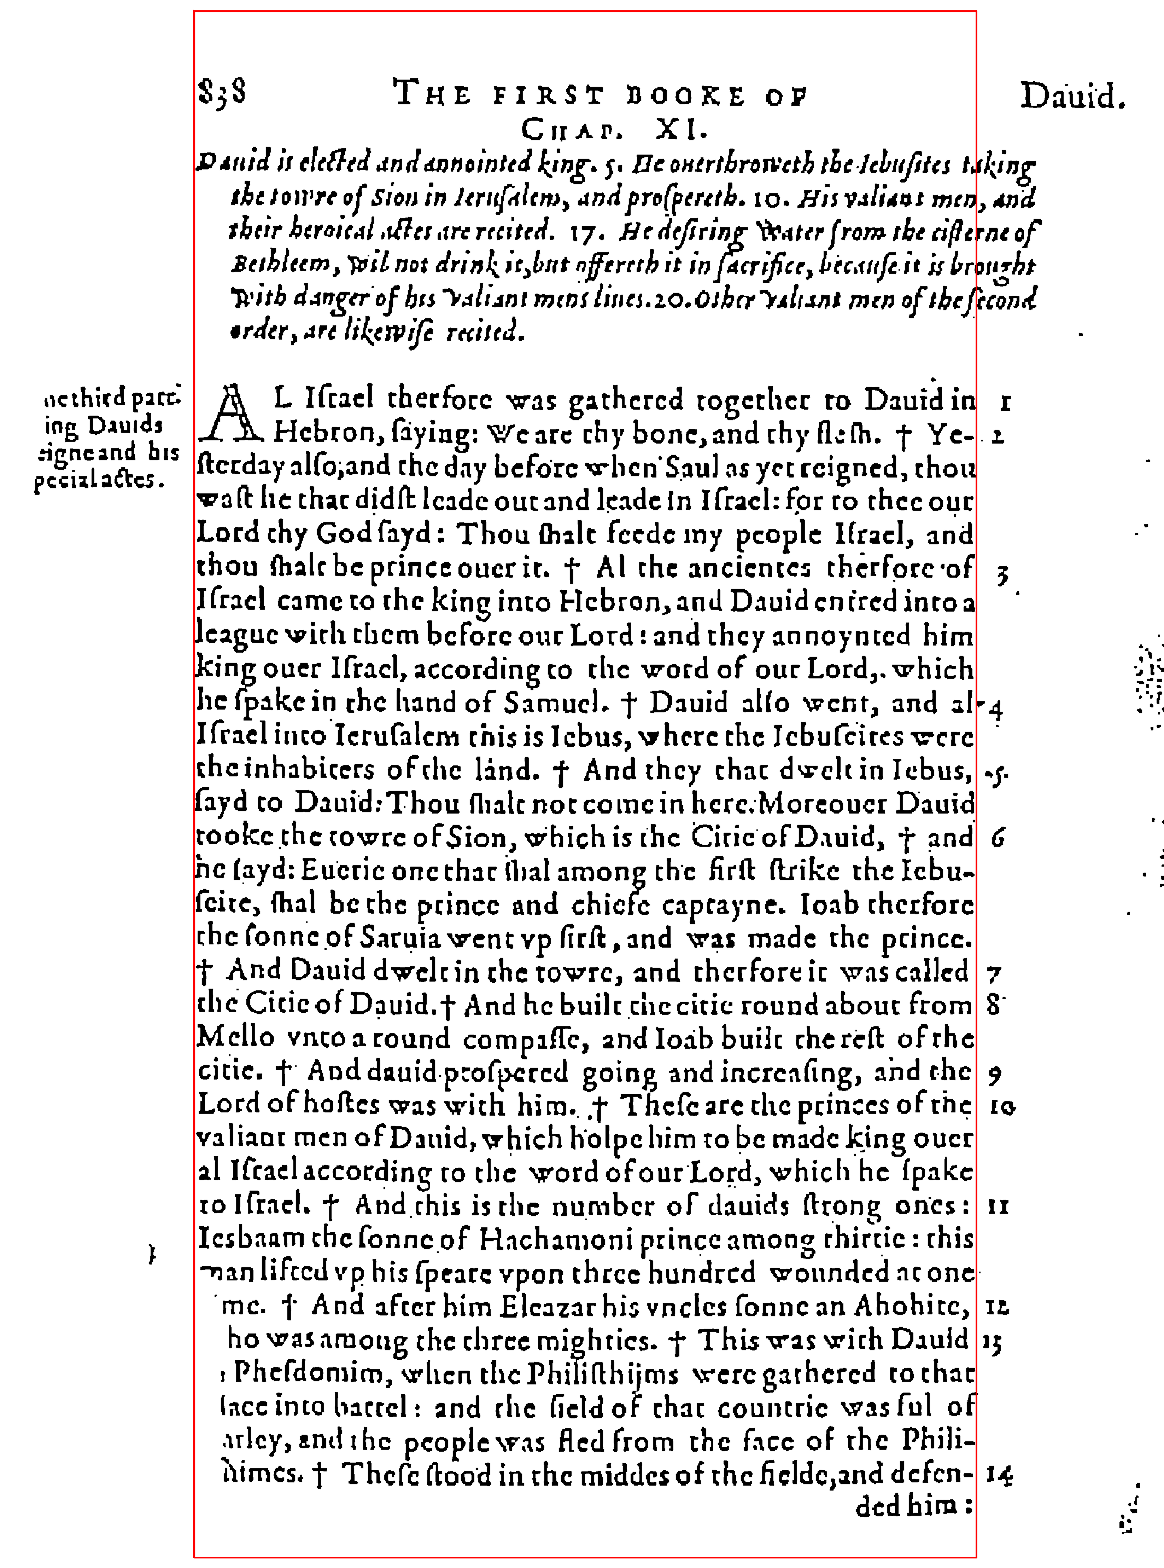 838 THE FIRST BOOKE OF Dauid.
CHAP. XI.
Dauid is elected and annointed king. 5. He ouerthroweth the Iebusites taking
the towre of Sion in Ierusalem, and prospereth. 10. His valiant men, and
their heroical actes are recited. 17. He desiring water from the cisterne of
Bethleem, wil not drink it, but offereth it in sacrifice, because it is brought
with danger of his valiant mens liues. 20. Other valiant men of the second
order, are likewise recited.
third part:
ing Dauids
eigne and his
pecial actes.
AL Iſrael therfore was gathered together to Dauid in 1
Hebron, ſaying: We are thy bone, and thy fleſh. † Ye- 2
ſterday alſo, and the day before when Saul as yet reigned, thou
waſt he that didſt leade out and leade in Iſrael: for to thee our
Lord thy God ſayd: Thou ſhalt feede my people Iſrael, and
thou ſhalt be prince ouer it. † Al the ancientes therfore of 3
Iſrael came to the king into Hebron, and Dauid entred into a
league with them before our Lord: and they annoynted him
king ouer Iſrael, according to the word of our Lord, which
he ſpake in the hand of Samuel. † Dauid alſo went, and al 4
Iſrael into Ieruſalem this is Iebus, where the Iebuſeites were
the inhabiters of the land. † And they that dwelt in Iebus, 5.
ſayd to Dauid: Thou ſhalt not come in here. Moreouer Dauid
tooke the towre of Sion, which is the Citie of Dauid, † and 6
he ſayd: Euerie one that ſhal among the firſt ſtrike the Iebu-
ſeite, ſhal be the prince and chiefe captayne. Ioab therfore
the ſonne of Saruia went vp firſt, and was made the prince.
† And Dauid dwelt in the towre, and therfore it was called 7
the Citie of Dauid. † And he built the citie round about from 8
Mello vnto a round compaſſe, and Ioab built the reſt of the
citie. † And dauid proſpered going and increaſing, and the 9
Lord of hoſtes was with him. † Theſe are the princes of the 10
valiant men of Dauid, which holpe him to be made king ouer
al Iſrael according to the word of our Lord, which he ſpake
to Iſrael. † And this is the number of dauids ſtrong ones: 11
Iesbaam the ſonne of Hachamoni prince among thirtie: this
man lifted vp his ſpeare vpon three hundred wounded at one
me. † And after him Eleazar his vncles ſonne an Ahohite, 12
ho was among the three mighties. † This was with Dauid 13
Pheſdomim, when the Philiſthijms were gathered to that
lace into battel: and the field of that countrie was ful of
arley, and the people was fled from the face of the Phili-
himes. † Theſe ſtood in the middes of the fielde, and defen- 14
ded him: